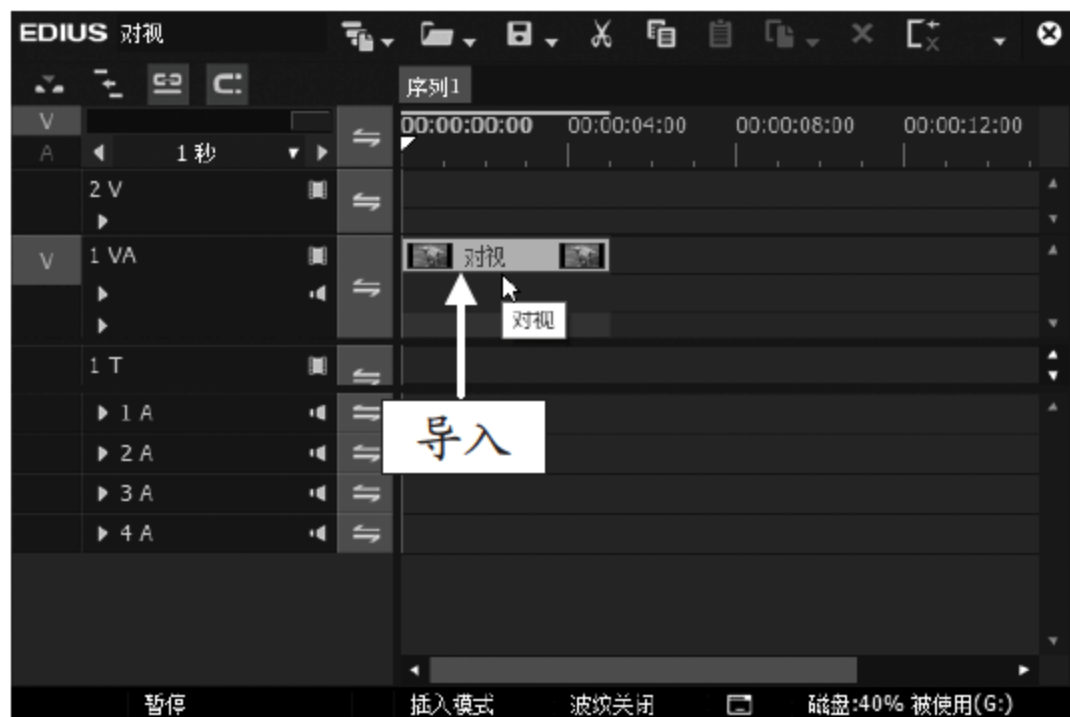 EDIUS 对视
序列1
V
A
1秒
00:00:00:00 00:00:04:00 00:00:08:00 00:00:12:00
2 V
V
1 VA
对视
对视
1 T
导入
1 A
2 A
3 A
4 A
暂停 插入模式 波纹关闭 磁盘:40% 被使用(G:)